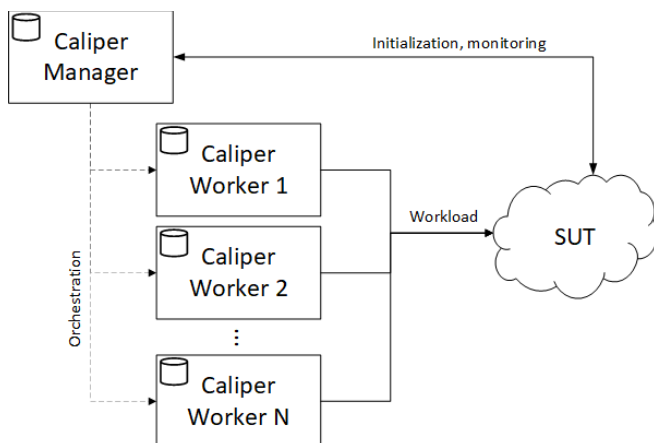 Caliper
Manager
Initialization, monitoring
Caliper
Worker 1
Workload
SUT
Caliper
Worker 2
Orchestration
...
Caliper
Worker N